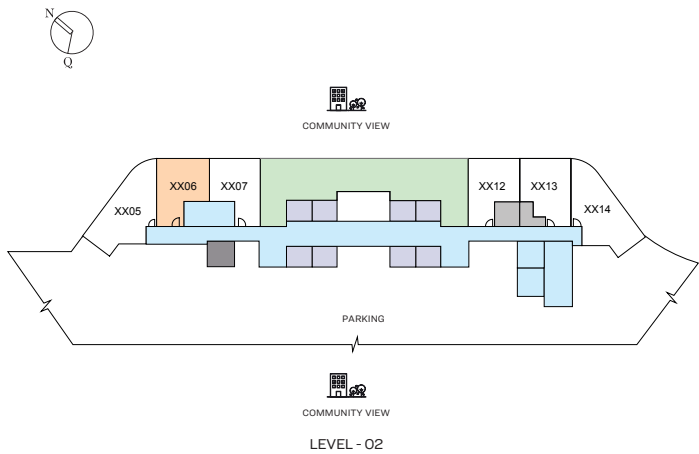 N
Q
COMMUNITY VIEW
XX06
XX07
XX12
XX13
XX05
XX14
PARKING
COMMUNITY VIEW
LEVEL - 02